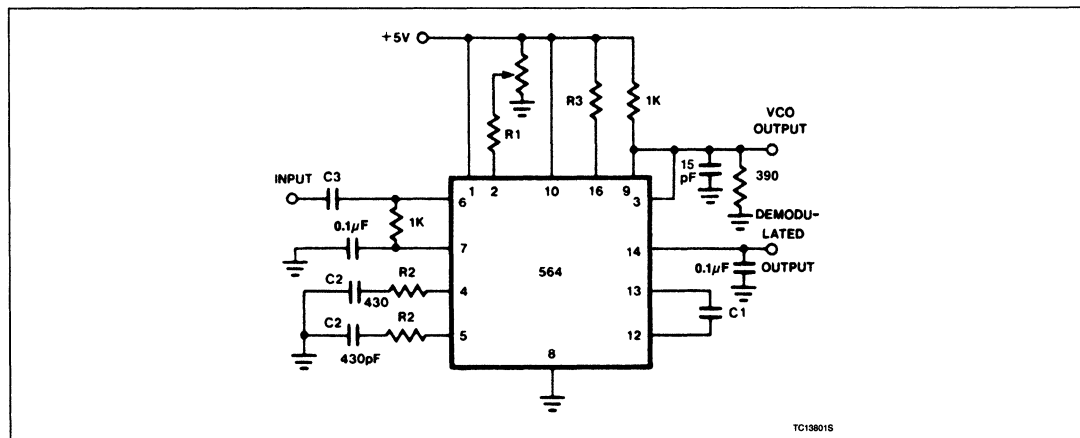 +5V
R1
R3
1K
VCO
OUTPUT
15
pF
390
INPUT
C3
1
2
10
16
9
6
3
1K
0.1μF
7
DEMODU-
LATED
OUTPUT
14
0.1μF
564
C2
430
R2
4
13
C1
C2
430pF
R2
5
12
8
TC13801S